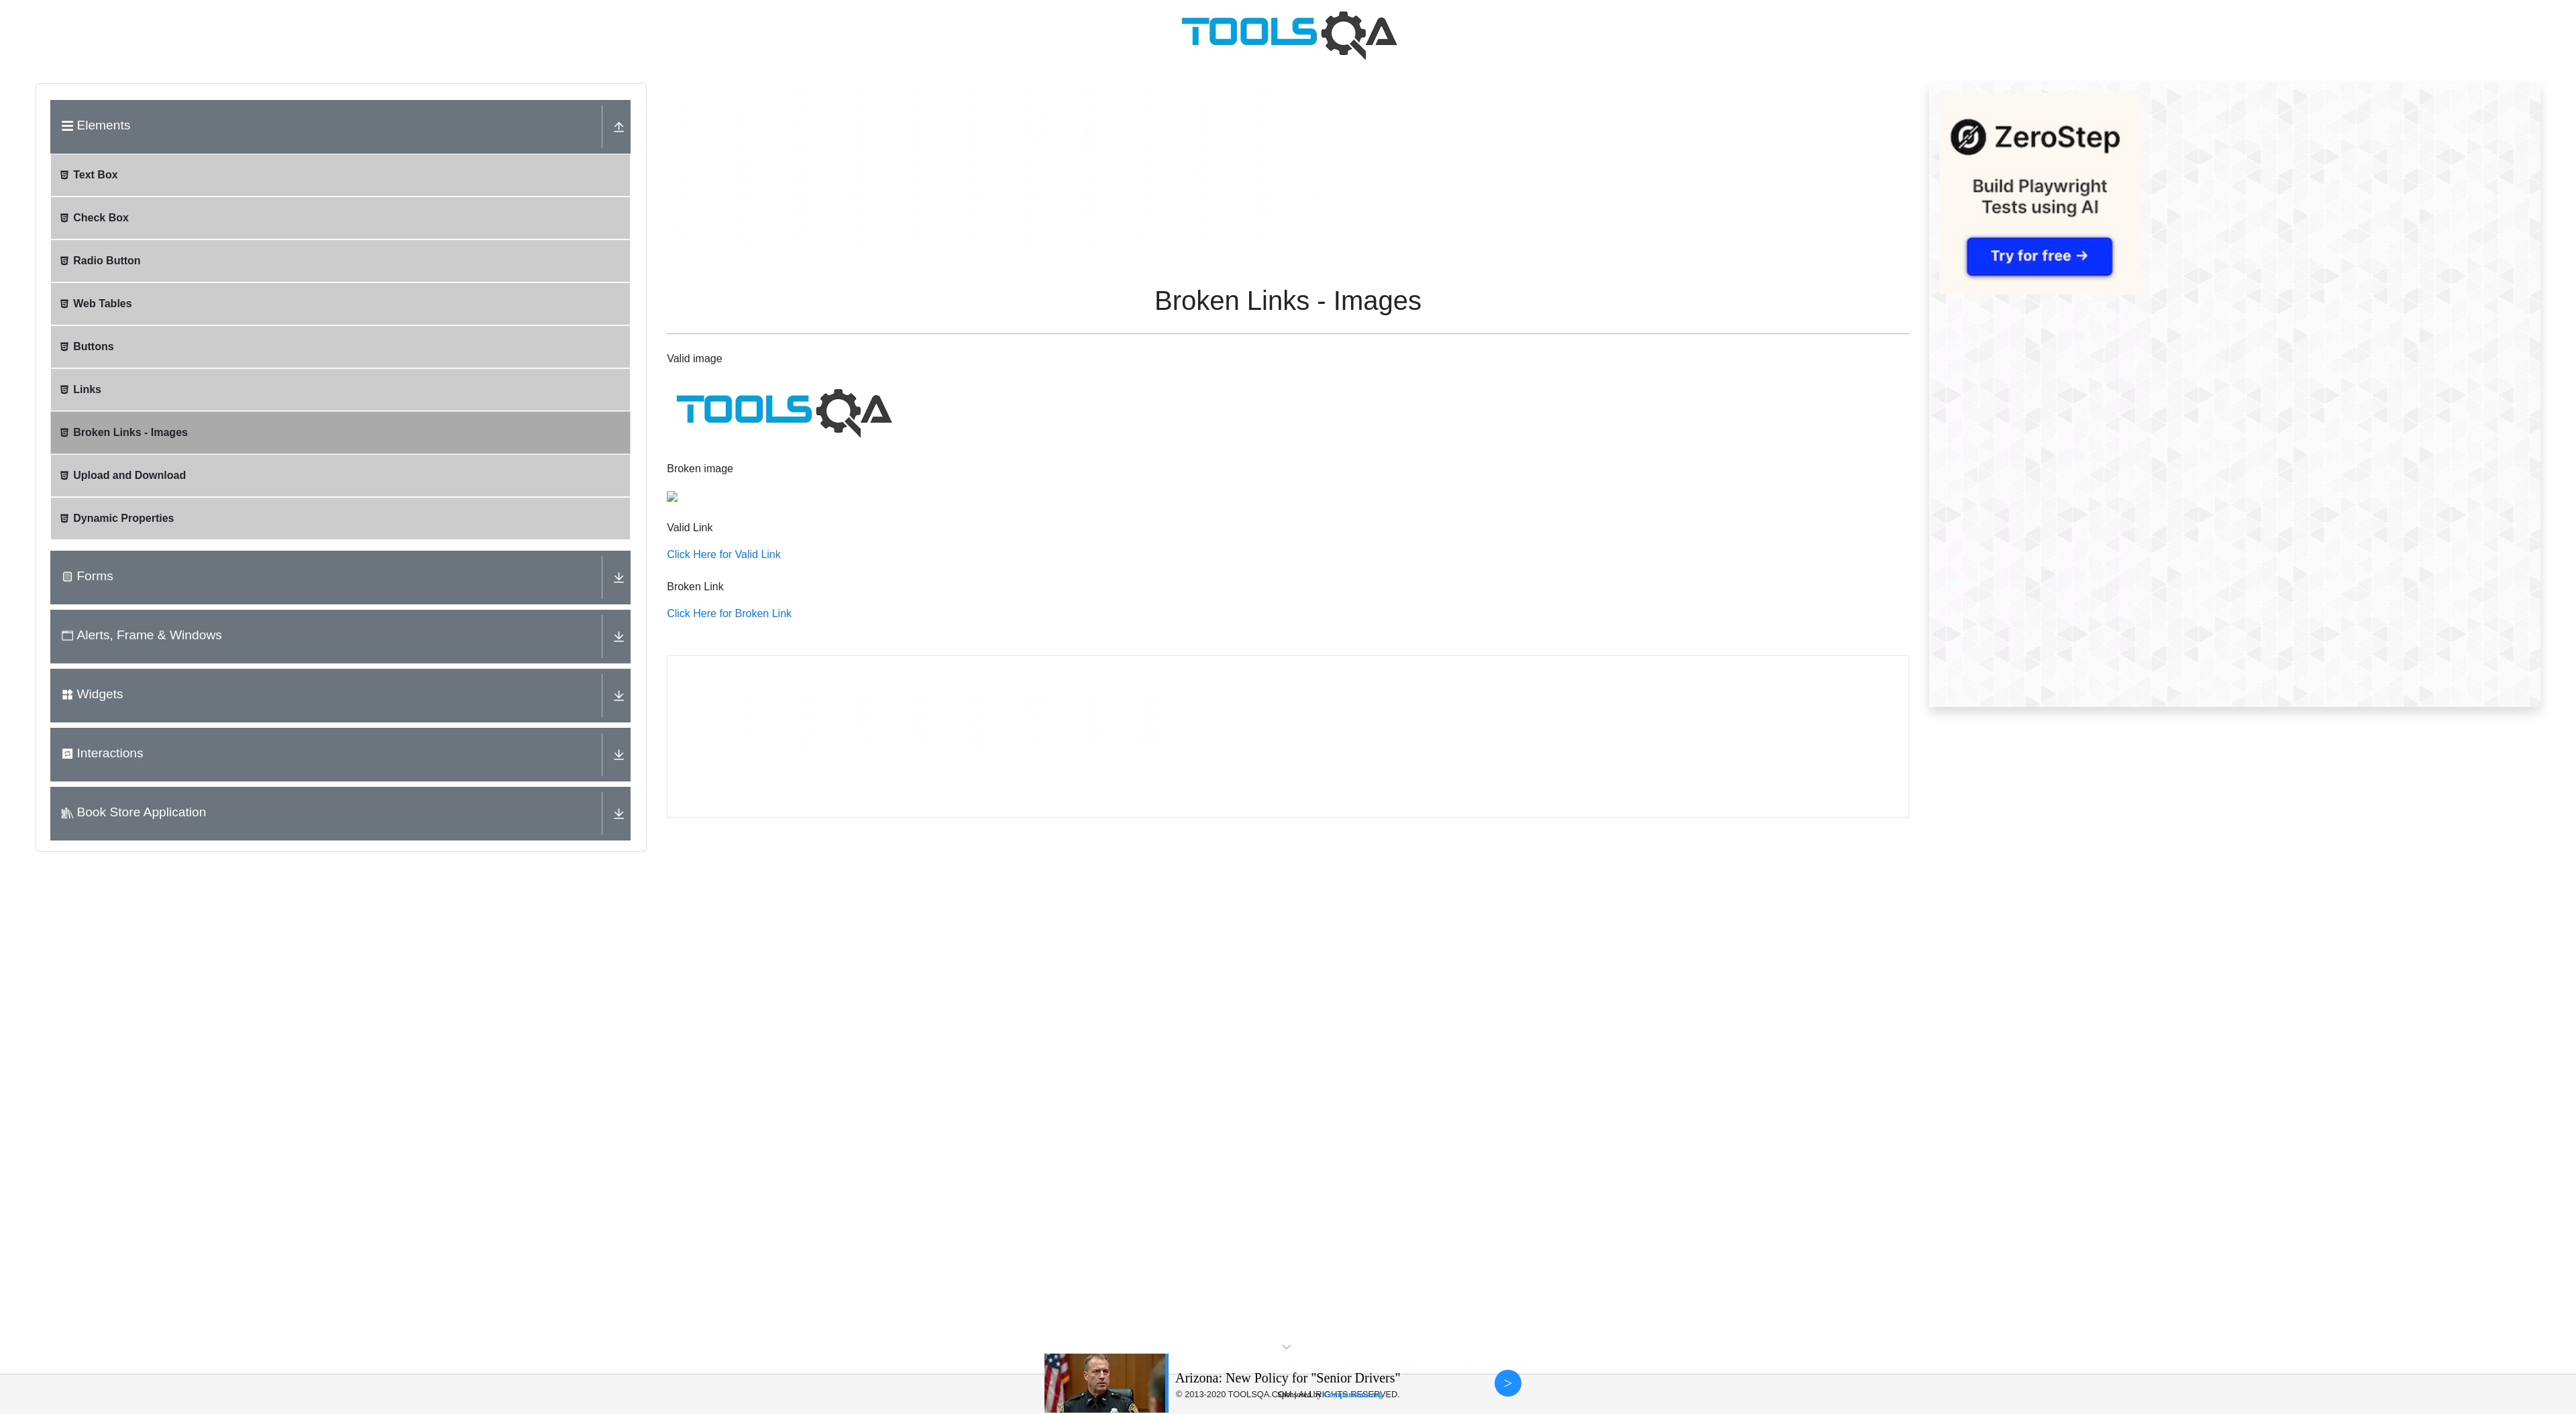 TOOLSQA
Elements
Text Box
Check Box
Radio Button
Web Tables
Buttons
Links
Broken Links - Images
Upload and Download
Dynamic Properties
Forms
Alerts, Frame & Windows
Widgets
Interactions
Book Store Application
Broken Links - Images
Valid image
TOOLSQA
Broken image
Valid Link
Click Here for Valid Link
Broken Link
Click Here for Broken Link
ZeroStep
Build Playwright
Tests using AI
Try for free →
Arizona: New Policy for "Senior Drivers"
>
© 2013-2020 TOOLSQA.COM | ALL RIGHTS RESERVED.